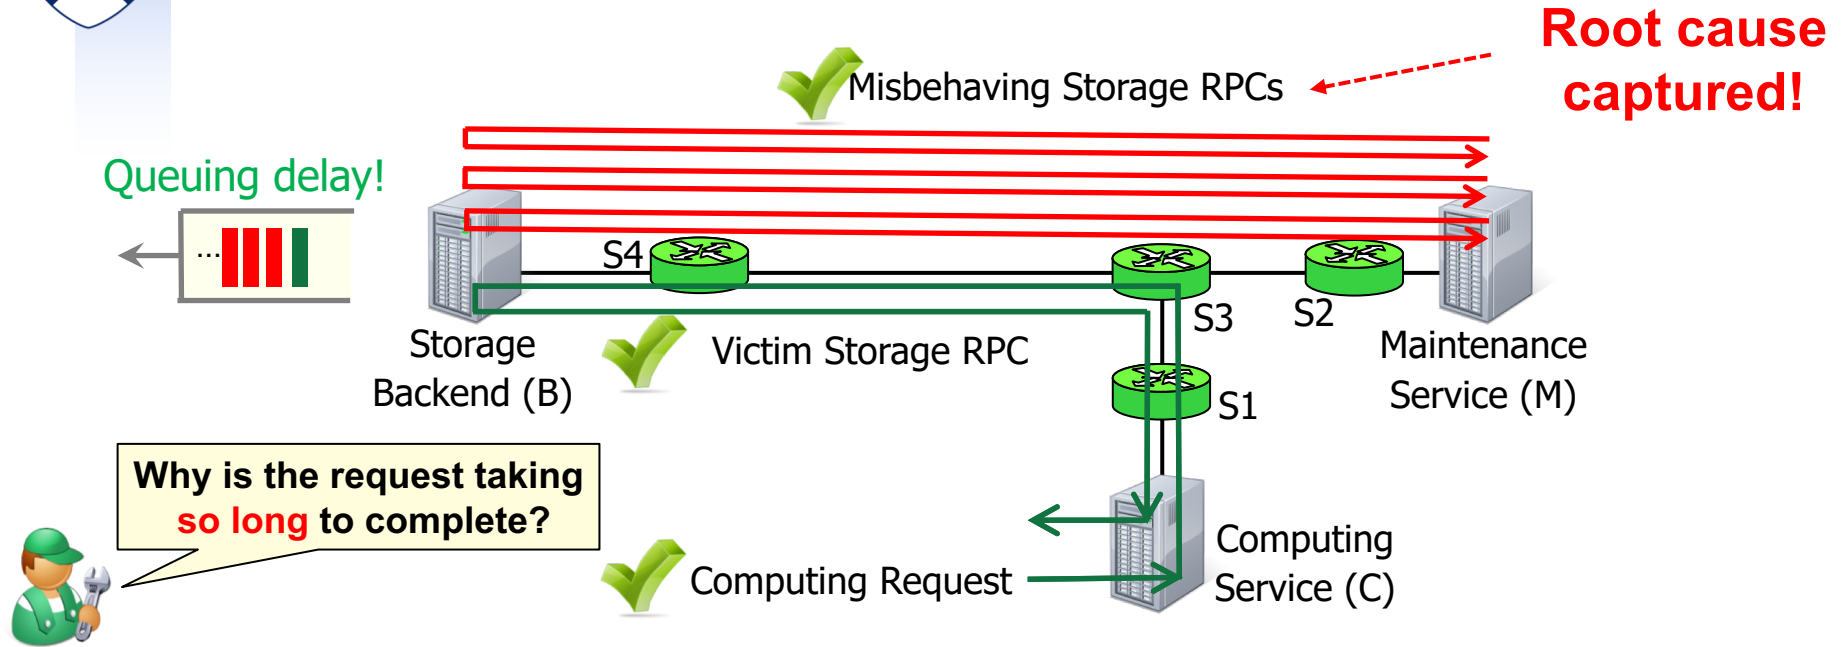 Root cause
captured!
Misbehaving Storage RPCs
Queuing delay!
...
S4
S3
S2
Storage
Backend (B)
Victim Storage RPC
Maintenance
Service (M)
S1
Why is the request taking
so long to complete?
Computing
Service (C)
Computing Request